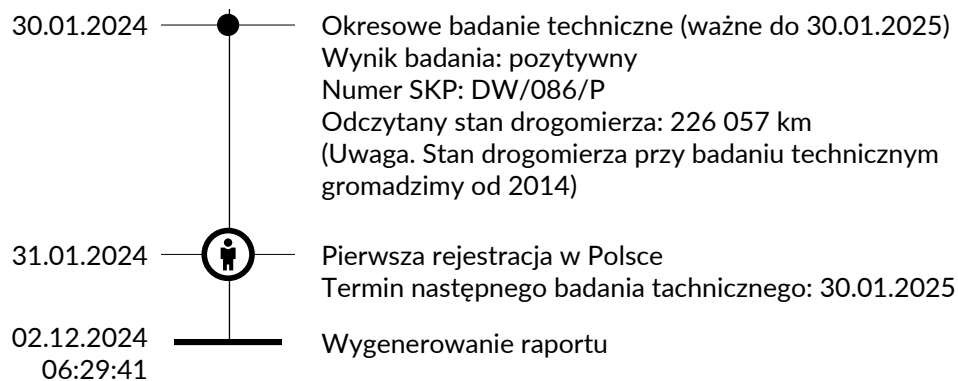 30.01.2024
Okresowe badanie techniczne (ważne do 30.01.2025)
Wynik badania: pozytywny
Numer SKP: DW/086/P
Odczytany stan drogomierza: 226 057 km
(Uwaga. Stan drogomierza przy badaniu technicznym
gromadzimy od 2014)
31.01.2024
Pierwsza rejestracja w Polsce
Termin następnego badania tachnicznego: 30.01.2025
02.12.2024
06:29:41
Wygenerowanie raportu